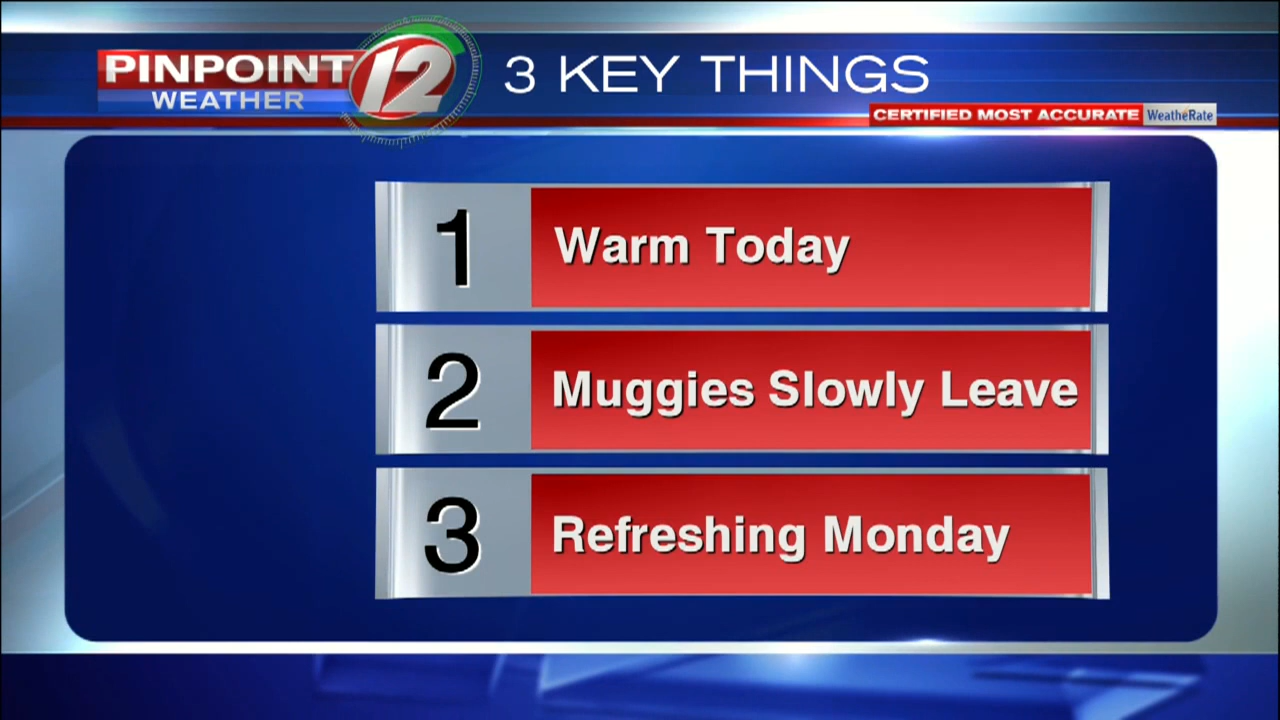 PINPOINT 12
WEATHER
3 KEY THINGS
CERTIFIED MOST ACCURATE WeatheRate
1 Warm Today
2 Muggies Slowly Leave
3 Refreshing Monday